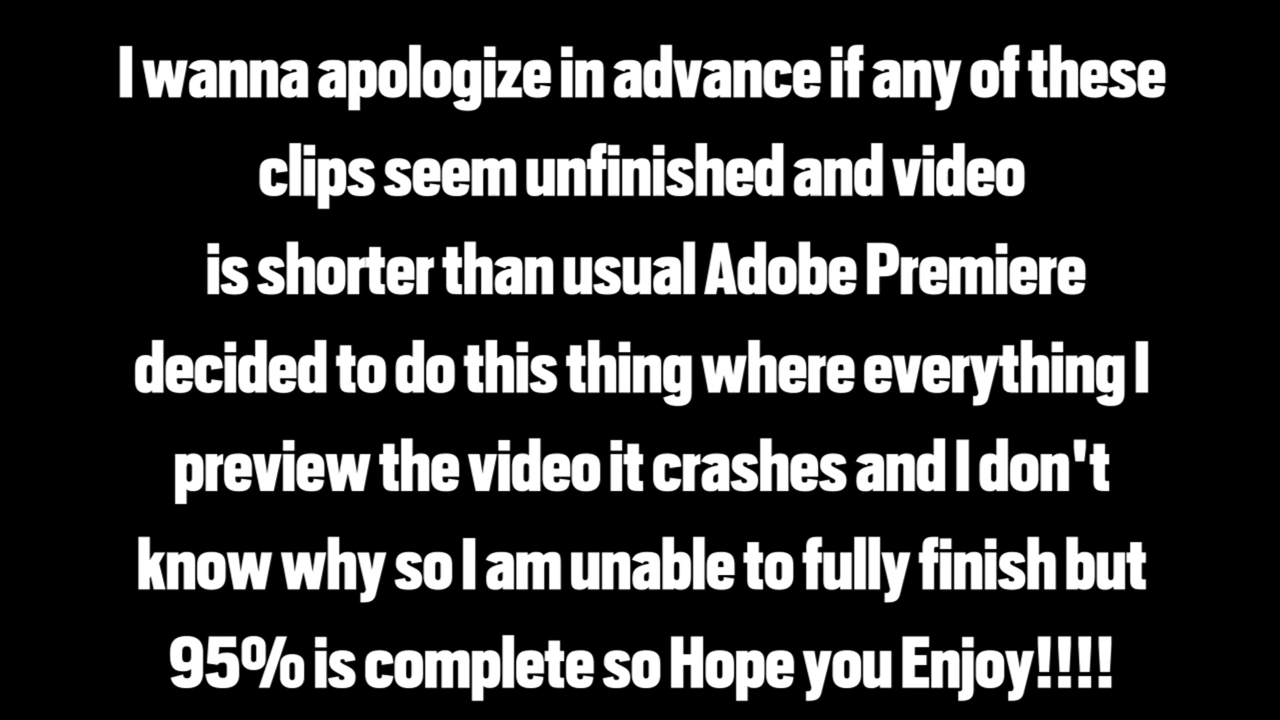 I wanna apologize in advance if any of these
clips seem unfinished and video
is shorter than usual Adobe Premiere
decided to do this thing where everything I
preview the video it crashes and I don't
know why so I am unable to fully finish but
95% is complete so Hope you Enjoy!!!!